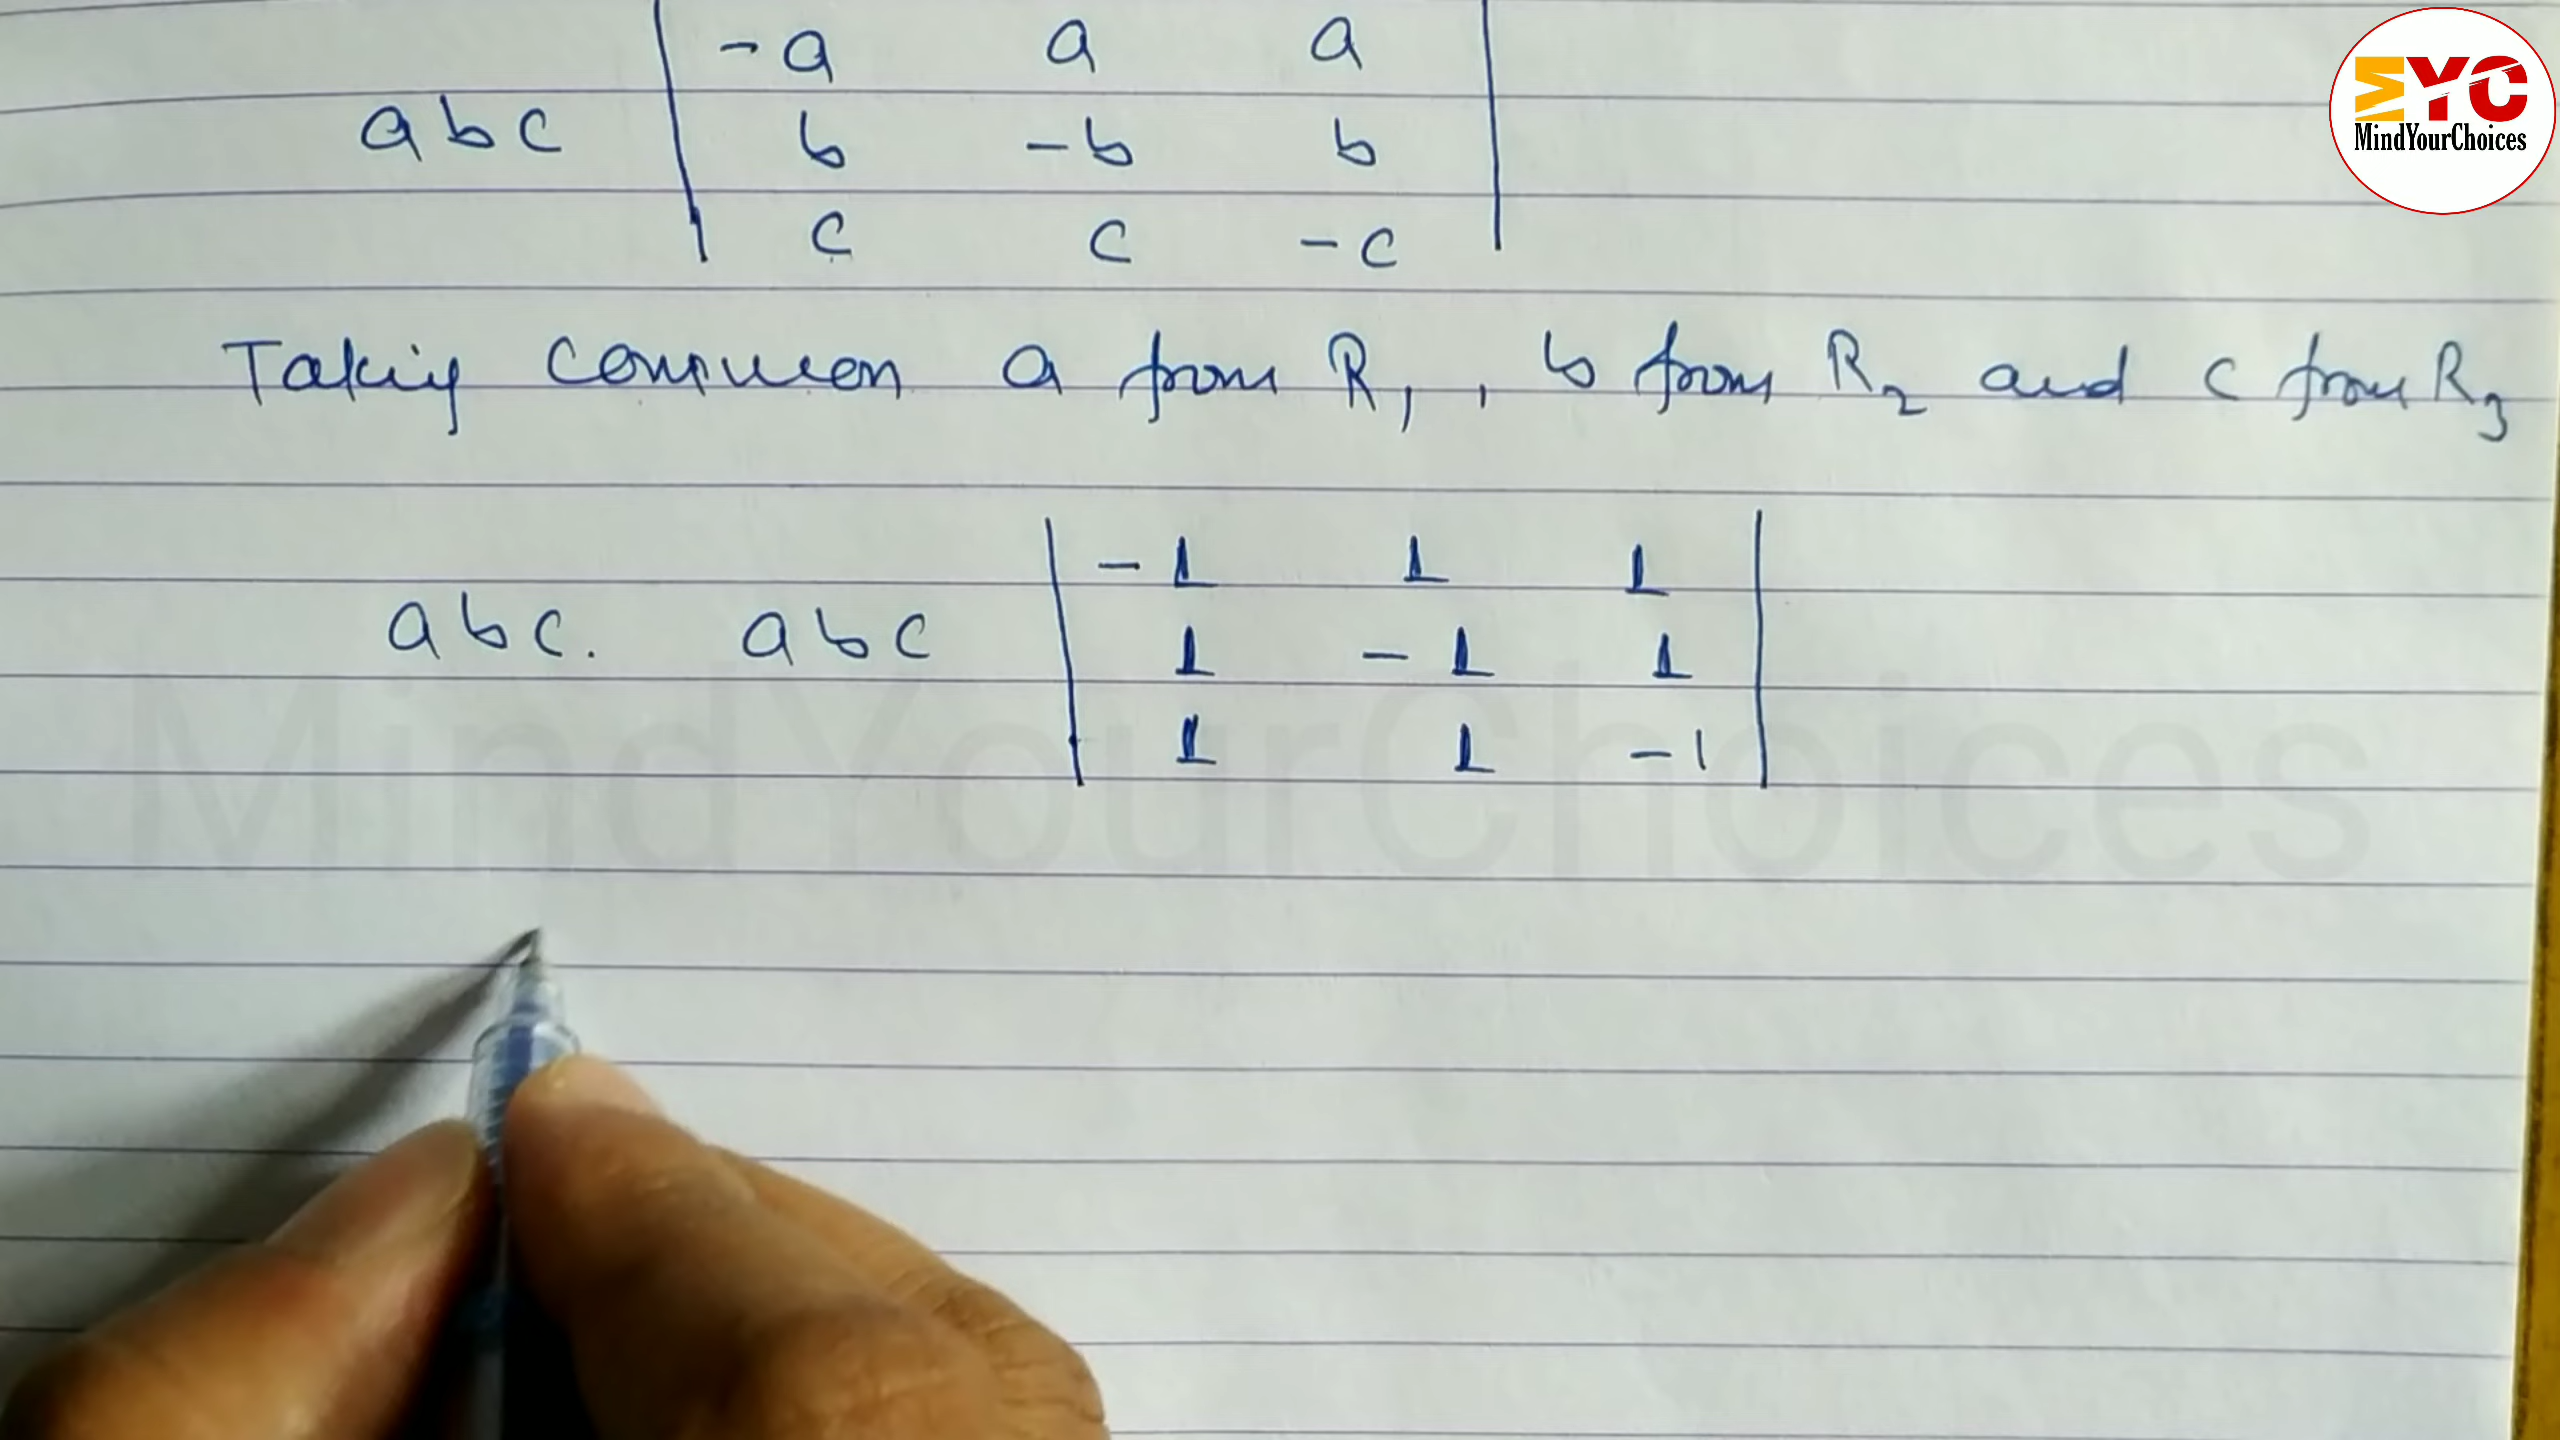 -a a a
abc b -b b
c c -c
MYC
MindYourChoices
Taking common a from R1, b from R2 and c from R3
-1 1 1
abc. abc 1 -1 1
1 1 -1
MindYourChoices